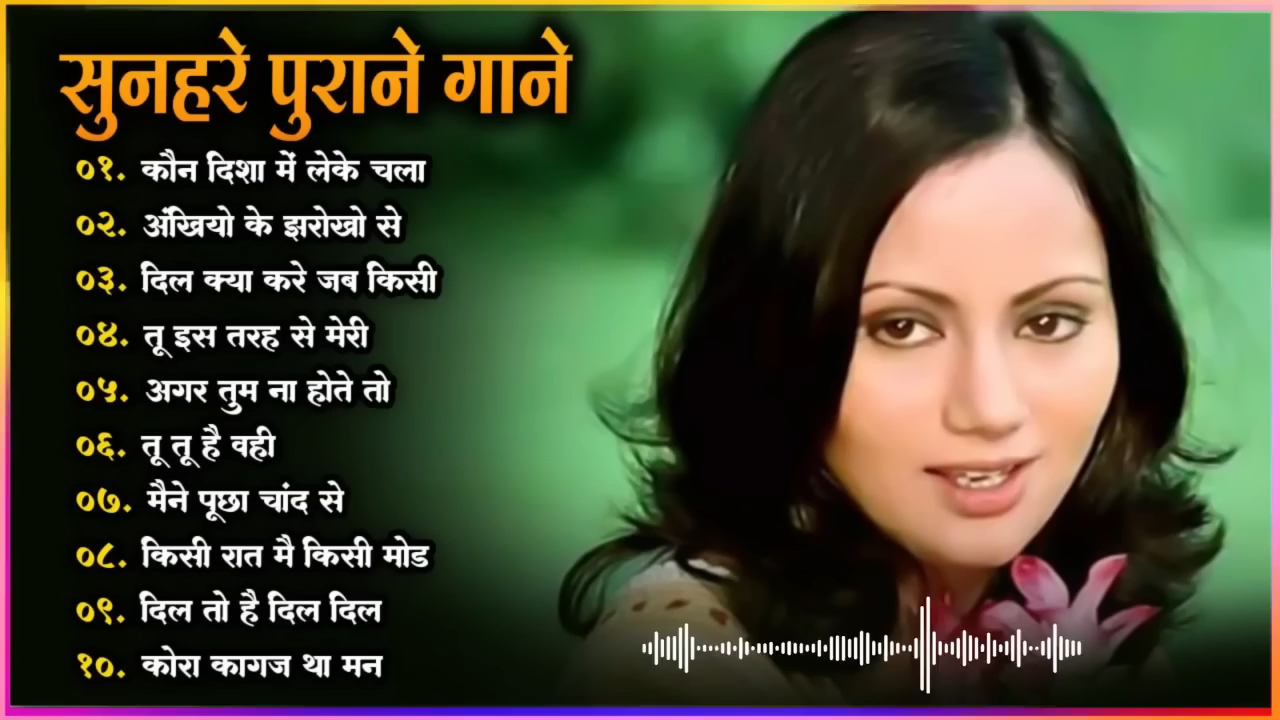 सुनहरे पुराने गाने
०१. कौन दिशा में लेके चला
०२. अंखियो के झरोखो से
०३. दिल क्या करे जब किसी
०४. तू इस तरह से मेरी
०५. अगर तुम ना होते तो
०६. तू तू है वही
०७. मैने पूछा चांद से
०८. किसी रात मै किसी मोड
०९. दिल तो है दिल दिल
१०. कोरा कागज था मन